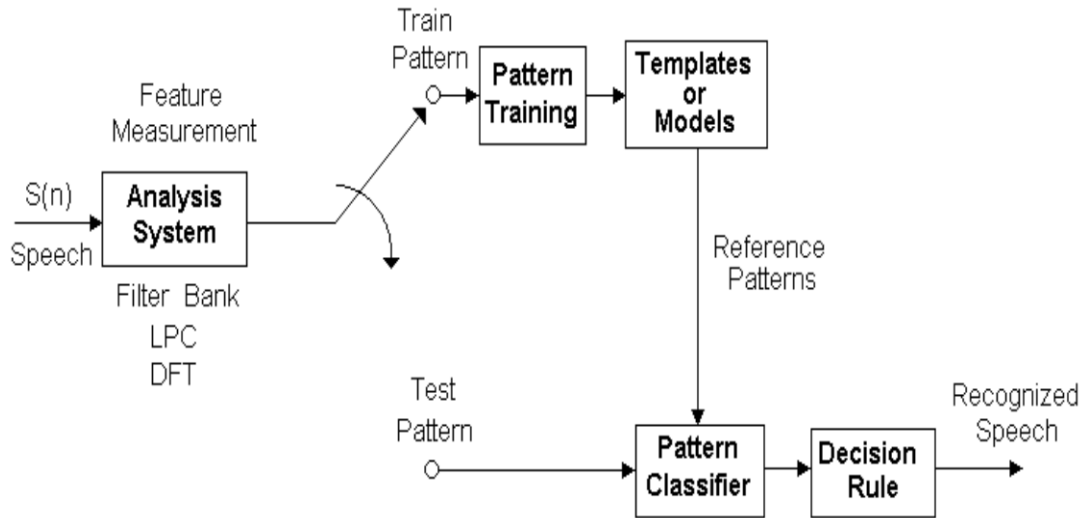 Train
Pattern
Pattern
Training
Templates
or
Models
Feature
Measurement
S(n)
Speech
Analysis
System
Filter Bank
LPC
DFT
Reference
Patterns
Test
Pattern
Pattern
Classifier
Decision
Rule
Recognized
Speech